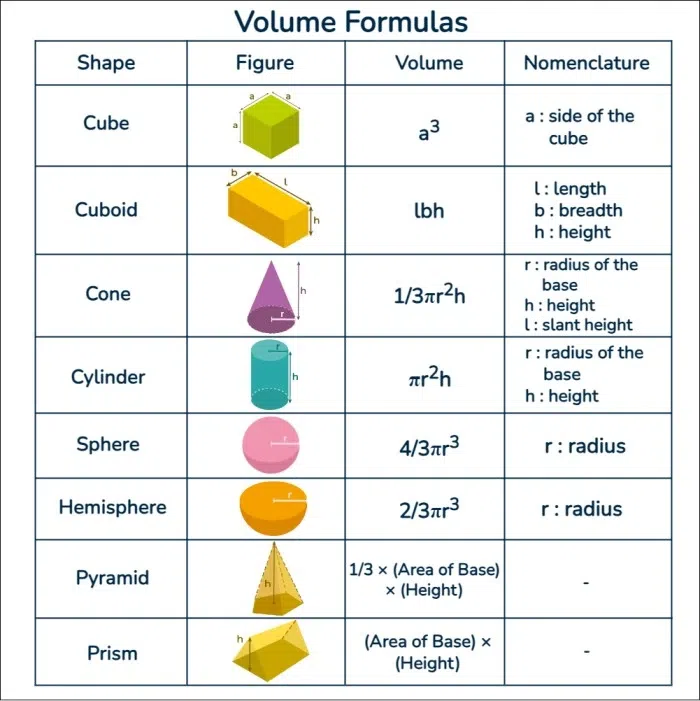 Volume Formulas
Shape Figure Volume Nomenclature
Cube
a a
a
a³
a : side of the
cube
Cuboid
b l
h
lbh
l : length
b : breadth
h : height
Cone
h
r
1/3πr²h
r : radius of the
base
h : height
l : slant height
Cylinder
r
h
πr²h
r : radius of the
base
h : height
Sphere
r
4/3πr³
r : radius
Hemisphere
r
2/3πr³
r : radius
Pyramid
h
1/3 × (Area of Base)
× (Height)
-
Prism
h
(Area of Base) ×
(Height)
-